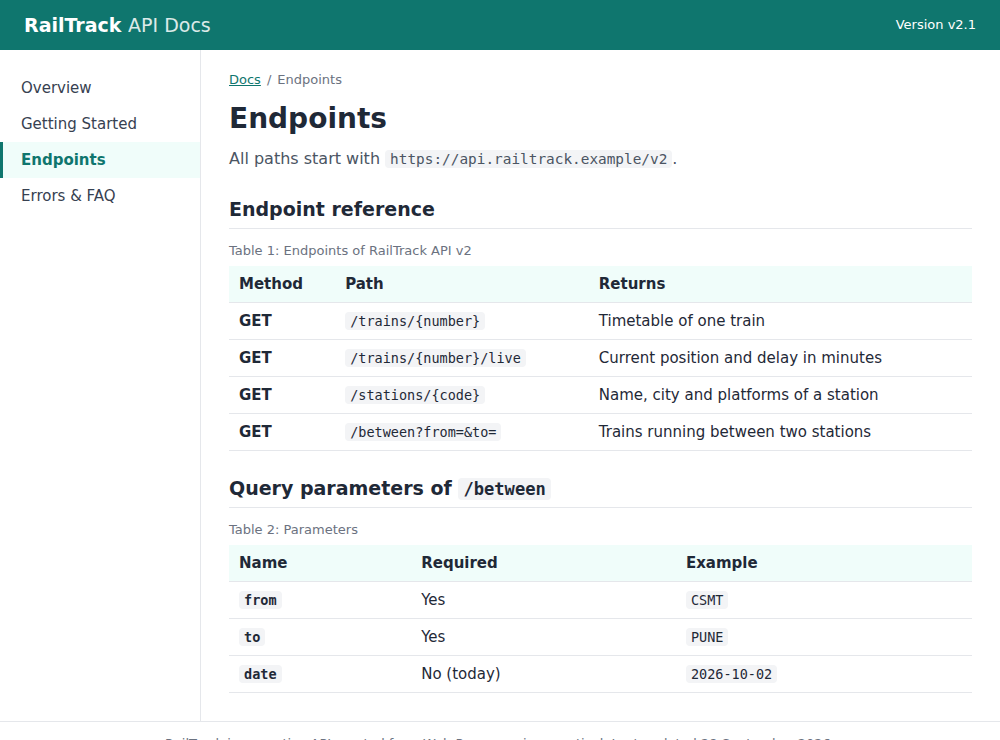 RailTrack API Docs
Version v2.1
Overview
Getting Started
Endpoints
Errors & FAQ
Docs / Endpoints
Endpoints
All paths start with https://api.railtrack.example/v2.
Endpoint reference
Table 1: Endpoints of RailTrack API v2
Method Path Returns
GET /trains/{number} Timetable of one train
GET /trains/{number}/live Current position and delay in minutes
GET /stations/{code} Name, city and platforms of a station
GET /between?from=&to= Trains running between two stations
Query parameters of /between
Table 2: Parameters
Name Required Example
from Yes CSMT
to Yes PUNE
date No (today) 2026-10-02